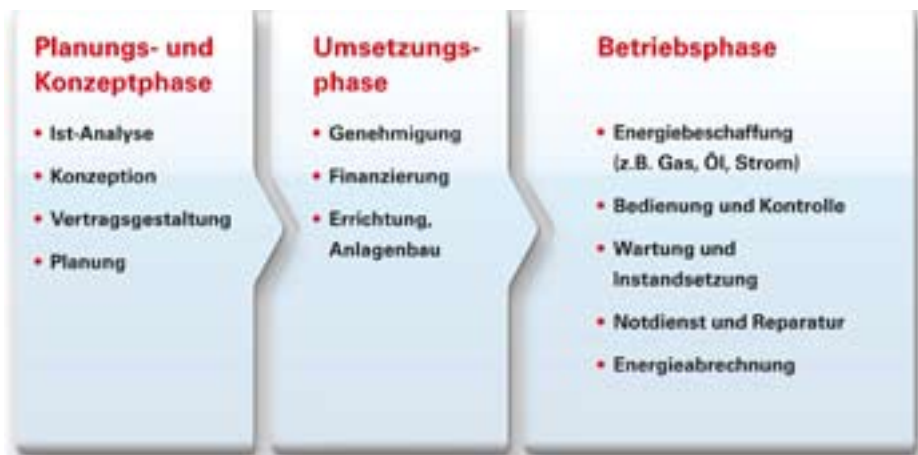 Planungs- und
Konzeptphase
• Ist-Analyse
• Konzeption
• Vertragsgestaltung
• Planung
Umsetzungs-
phase
• Genehmigung
• Finanzierung
• Errichtung,
Anlagenbau
Betriebsphase
• Energiebeschaffung
(z.B. Gas, Öl, Strom)
• Bedienung und Kontrolle
• Wartung und
Instandsetzung
• Notdienst und Reparatur
• Energieabrechnung